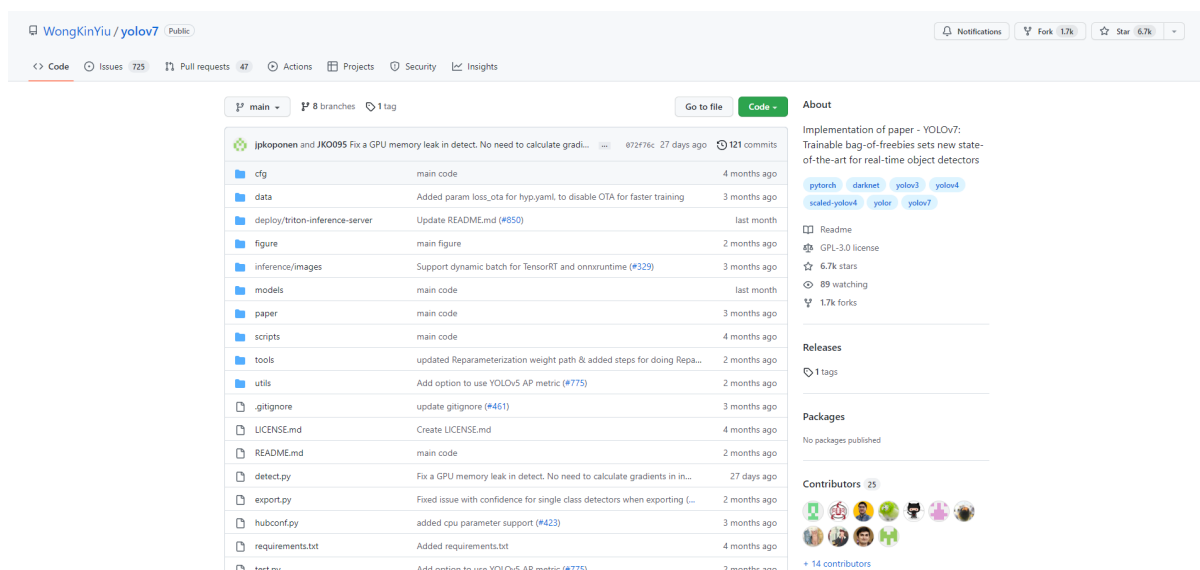 WongKinYiu / yolov7 Public
Notifications Fork 1.7k Star 6.7k
Code Issues 725 Pull requests 47 Actions Projects Security Insights
main 8 branches 1 tag Go to file Code
jpkoponen and JKO095 Fix a GPU memory leak in detect. No need to calculate gradi... ... 072f76c 27 days ago 121 commits
cfg main code 4 months ago
data Added param loss_ota for hyp.yaml, to disable OTA for faster training 3 months ago
deploy/triton-inference-server Update README.md (#850) last month
figure main figure 2 months ago
inference/images Support dynamic batch for TensorRT and onnxruntime (#329) 3 months ago
models main code last month
paper main code 3 months ago
scripts main code 4 months ago
tools updated Reparameterization weight path & added steps for doing Repa... 2 months ago
utils Add option to use YOLOv5 AP metric (#775) 2 months ago
.gitignore update gitignore (#461) 3 months ago
LICENSE.md Create LICENSE.md 4 months ago
README.md main code 2 months ago
detect.py Fix a GPU memory leak in detect. No need to calculate gradients in in... 27 days ago
export.py Fixed issue with confidence for single class detectors when exporting (... 2 months ago
hubconf.py added cpu parameter support (#423) 3 months ago
requirements.txt Added requirements.txt 4 months ago
test.py Add option to use YOLOv5 AP metric (#775) 2 months ago
About
Implementation of paper - YOLOv7:
Trainable bag-of-freebies sets new state-
of-the-art for real-time object detectors
pytorch darknet yolov3 yolov4
scaled-yolov4 yolor yolov7
Readme
GPL-3.0 license
6.7k stars
89 watching
1.7k forks
Releases
1 tags
Packages
No packages published
Contributors 25
+ 14 contributors